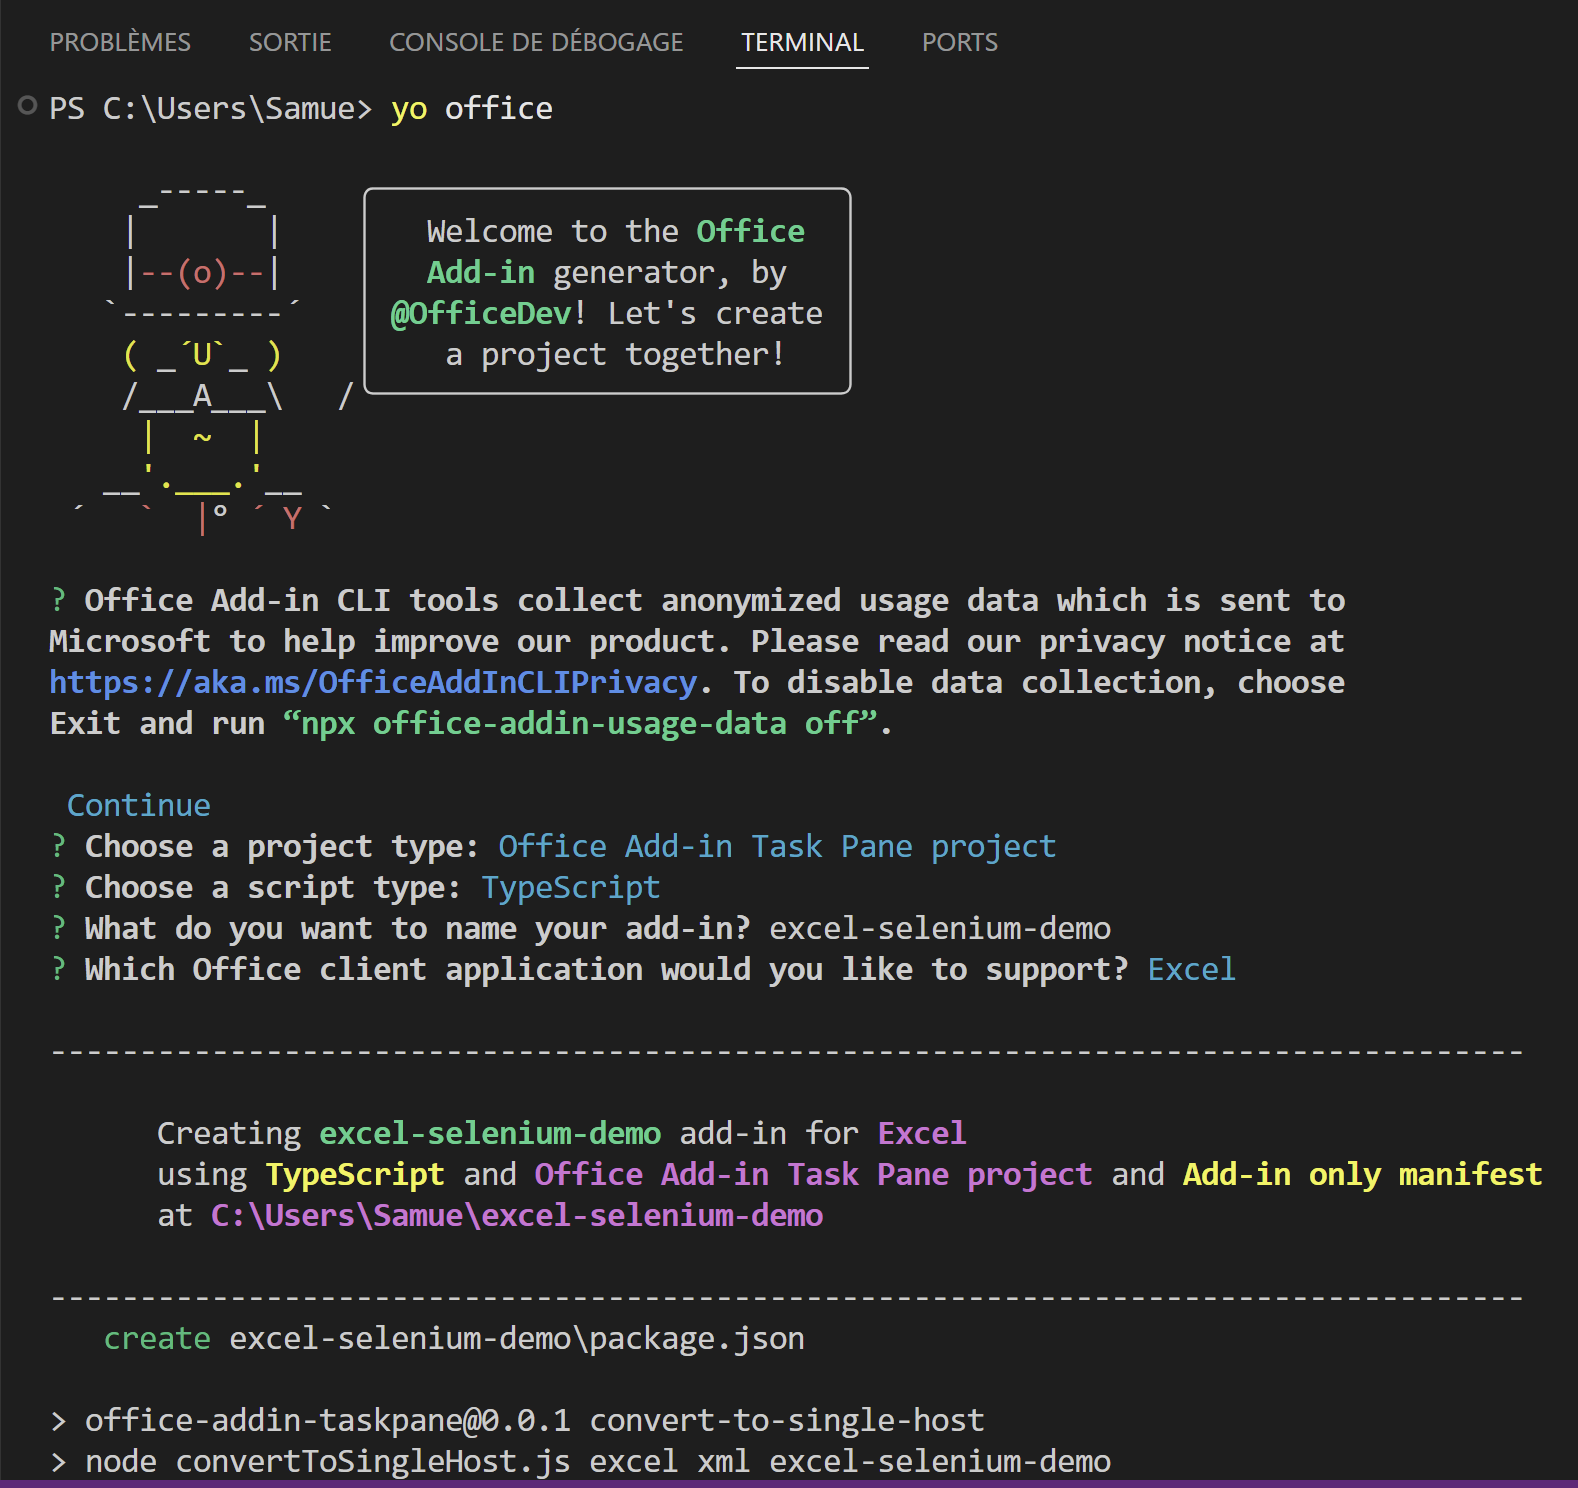 PROBLÈMES SORTIE CONSOLE DE DÉBOGAGE TERMINAL PORTS
PS C:\Users\Samue> yo office
     _-----_
    |       |
    |--(o)--|
   `---------´
    ( _´U`_ )
    /___A___\   /
     |  ~  |
   __'.___.'__
 ´   `  |° ´ Y `
Welcome to the Office
Add-in generator, by
@OfficeDev! Let's create
a project together!
? Office Add-in CLI tools collect anonymized usage data which is sent to
Microsoft to help improve our product. Please read our privacy notice at
https://aka.ms/OfficeAddInCLIPrivacy. To disable data collection, choose
Exit and run “npx office-addin-usage-data off”.
Continue
? Choose a project type: Office Add-in Task Pane project
? Choose a script type: TypeScript
? What do you want to name your add-in? excel-selenium-demo
? Which Office client application would you like to support? Excel
----------------------------------------------------------------------------------
Creating excel-selenium-demo add-in for Excel
using TypeScript and Office Add-in Task Pane project and Add-in only manifest
at C:\Users\Samue\excel-selenium-demo
----------------------------------------------------------------------------------
create excel-selenium-demo\package.json
> office-addin-taskpane@0.0.1 convert-to-single-host
> node convertToSingleHost.js excel xml excel-selenium-demo